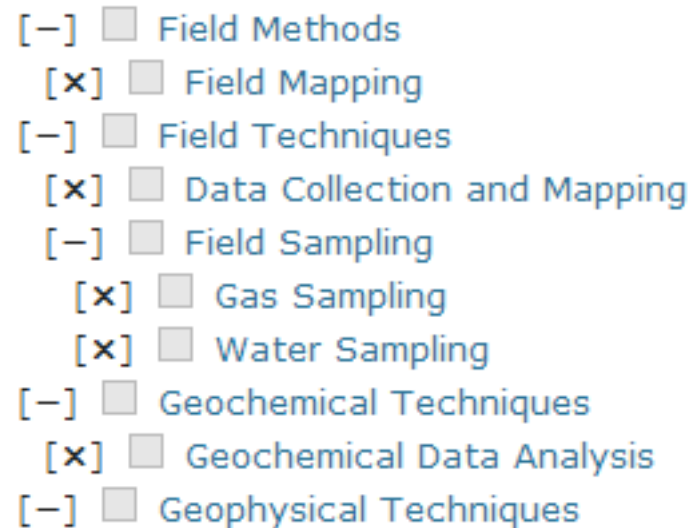 [−] Field Methods
[×] Field Mapping
[−] Field Techniques
[×] Data Collection and Mapping
[−] Field Sampling
[×] Gas Sampling
[×] Water Sampling
[−] Geochemical Techniques
[×] Geochemical Data Analysis
[−] Geophysical Techniques